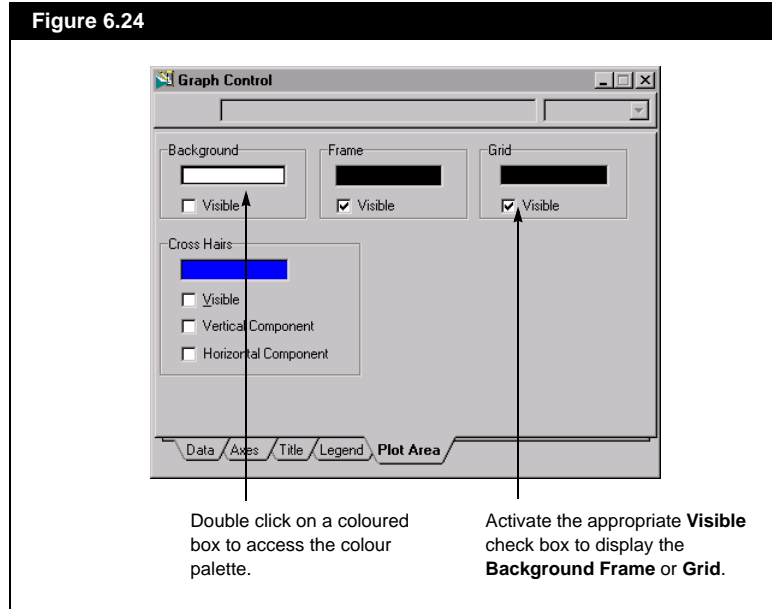 Figure 6.24
Graph Control
Background
Frame
Grid
Visible
Visible
Visible
Cross Hairs
Visible
Vertical Component
Horizontal Component
Data
Axes
Title
Legend
Plot Area
Double click on a coloured
box to access the colour
palette.
Activate the appropriate Visible
check box to display the
Background Frame or Grid.